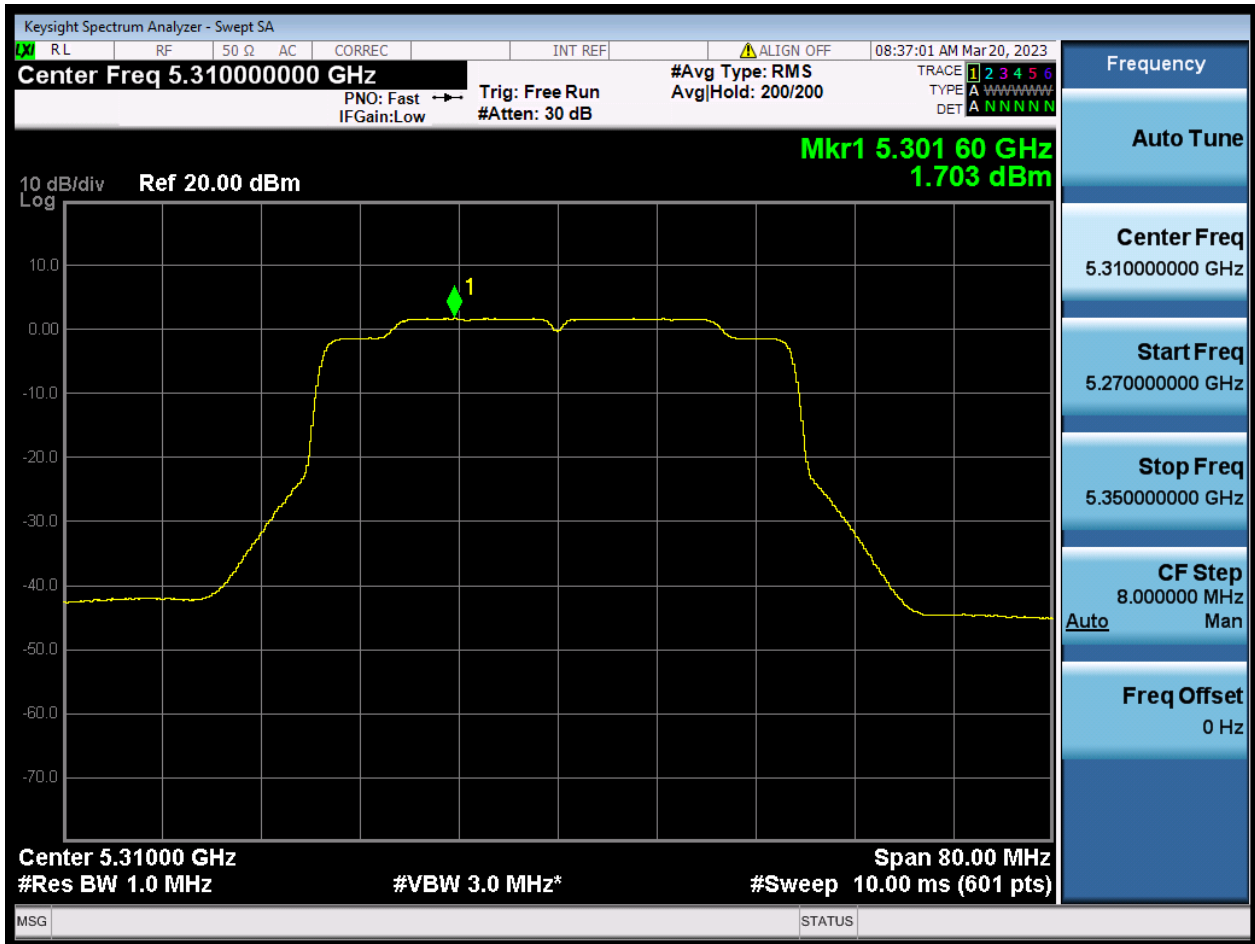 Keysight Spectrum Analyzer - Swept SA
LXI RL RF 50 Ω AC CORREC INT REF ALIGN OFF 08:37:01 AM Mar 20, 2023
Center Freq 5.310000000 GHz
PNO: Fast
IFGain:Low
Trig: Free Run
#Atten: 30 dB
#Avg Type: RMS
Avg|Hold: 200/200
TRACE 1 2 3 4 5 6
TYPE A WWWWW
DET A N N N N N
Mkr1 5.301 60 GHz
1.703 dBm
10 dB/div Ref 20.00 dBm
Log
1
10.0
0.00
-10.0
-20.0
-30.0
-40.0
-50.0
-60.0
-70.0
Center 5.31000 GHz Span 80.00 MHz
#Res BW 1.0 MHz #VBW 3.0 MHz* #Sweep 10.00 ms (601 pts)
MSG STATUS
Frequency
Auto Tune
Center Freq
5.310000000 GHz
Start Freq
5.270000000 GHz
Stop Freq
5.350000000 GHz
CF Step
8.000000 MHz
Auto Man
Freq Offset
0 Hz